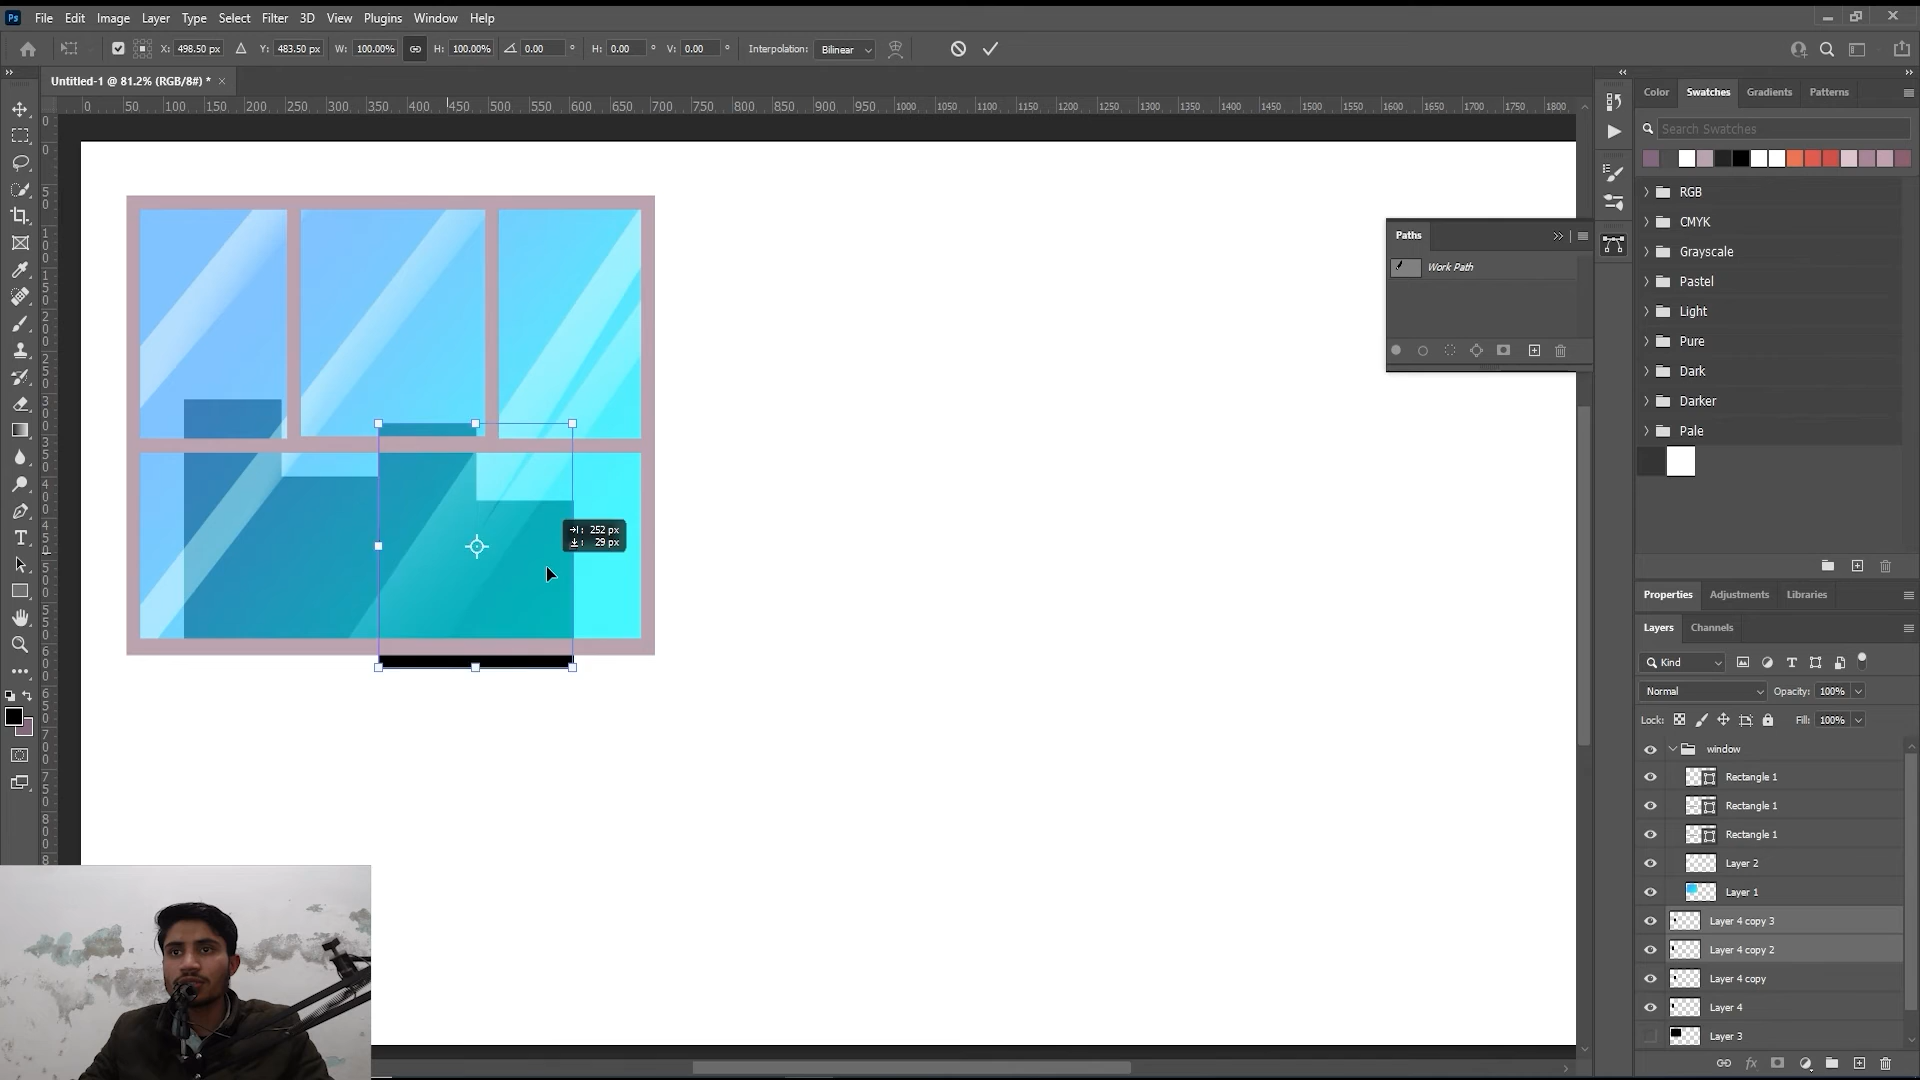 Ps File Edit Image Layer Type Select Filter 3D View Plugins Window Help
X: 498.50 px Y: 483.50 px W: 100.00% H: 100.00% 0.00 ° H: 0.00 ° V: 0.00 ° Interpolation: Bilinear
Untitled-1 @ 81.2% (RGB/8#) * ×
0 50 100 150 200 250 300 350 400 450 500 550 600 650 700 750 800 850 900 950 1000 1050 1100 1150 1200 1250 1300 1350 1400 1450 1500 1550 1600 1650 1700 1750 1800
Color Swatches Gradients Patterns
Search Swatches
RGB
CMYK
Grayscale
Pastel
Light
Pure
Dark
Darker
Pale
Paths
Work Path
252 px
29 px
Properties Adjustments Libraries
Layers Channels
Kind
Normal Opacity: 100%
Lock: Fill: 100%
window
Rectangle 1
Rectangle 1
Rectangle 1
Layer 2
Layer 1
Layer 4 copy 3
Layer 4 copy 2
Layer 4 copy
Layer 4
Layer 3
fx